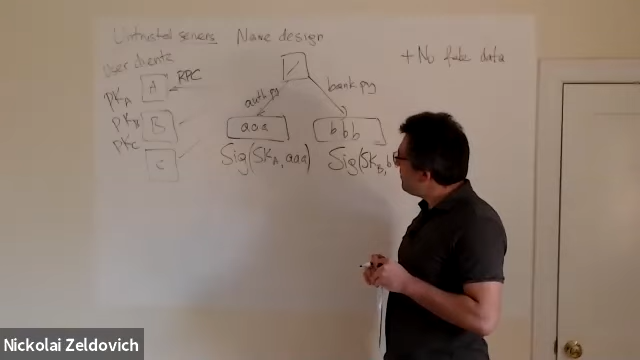 Untrusted servers Naive design
+ No fake data
User clients
RPC
/
A
PKA
auth.py
bank.py
PKB
B
aaa
bbb
PKC
C
Sig(SKA, aaa)
Sig(SKB, b
Nickolai Zeldovich